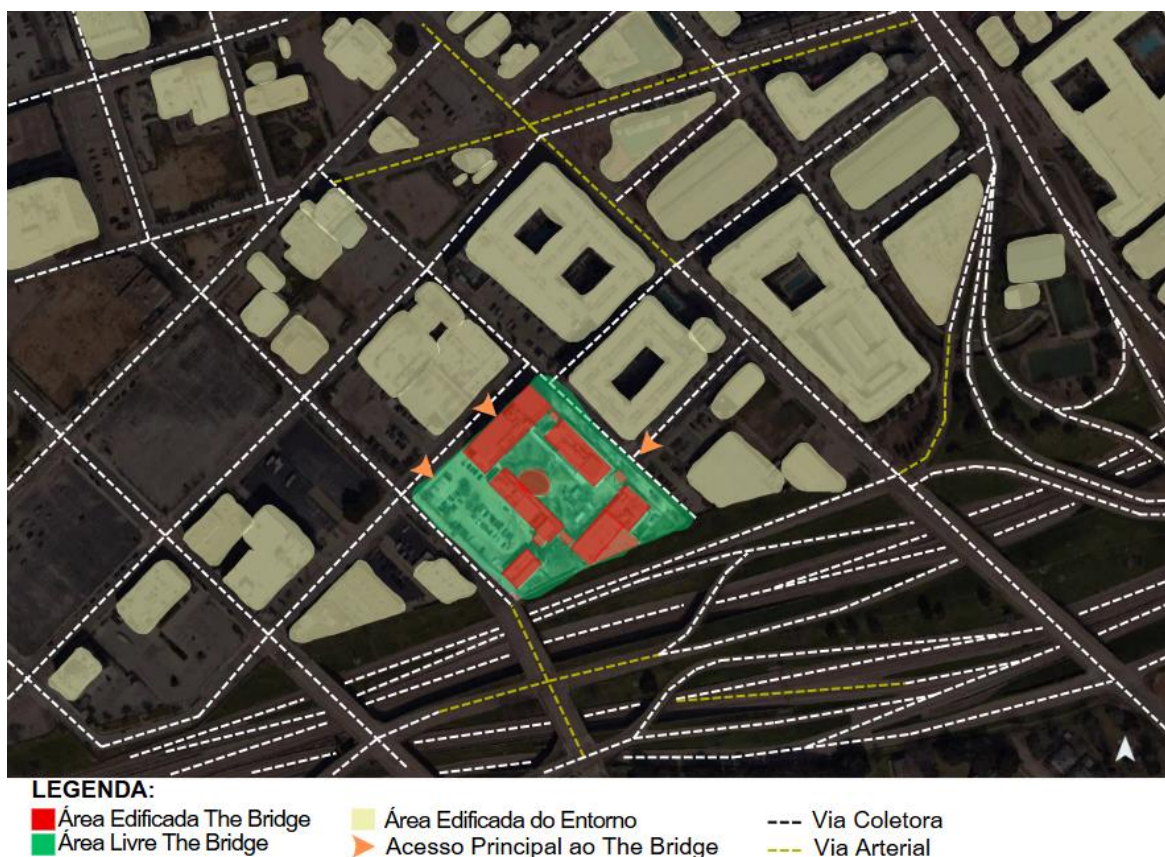 LEGENDA:
Área Edificada The Bridge
Área Livre The Bridge
Área Edificada do Entorno
Acesso Principal ao The Bridge
Via Coletora
Via Arterial